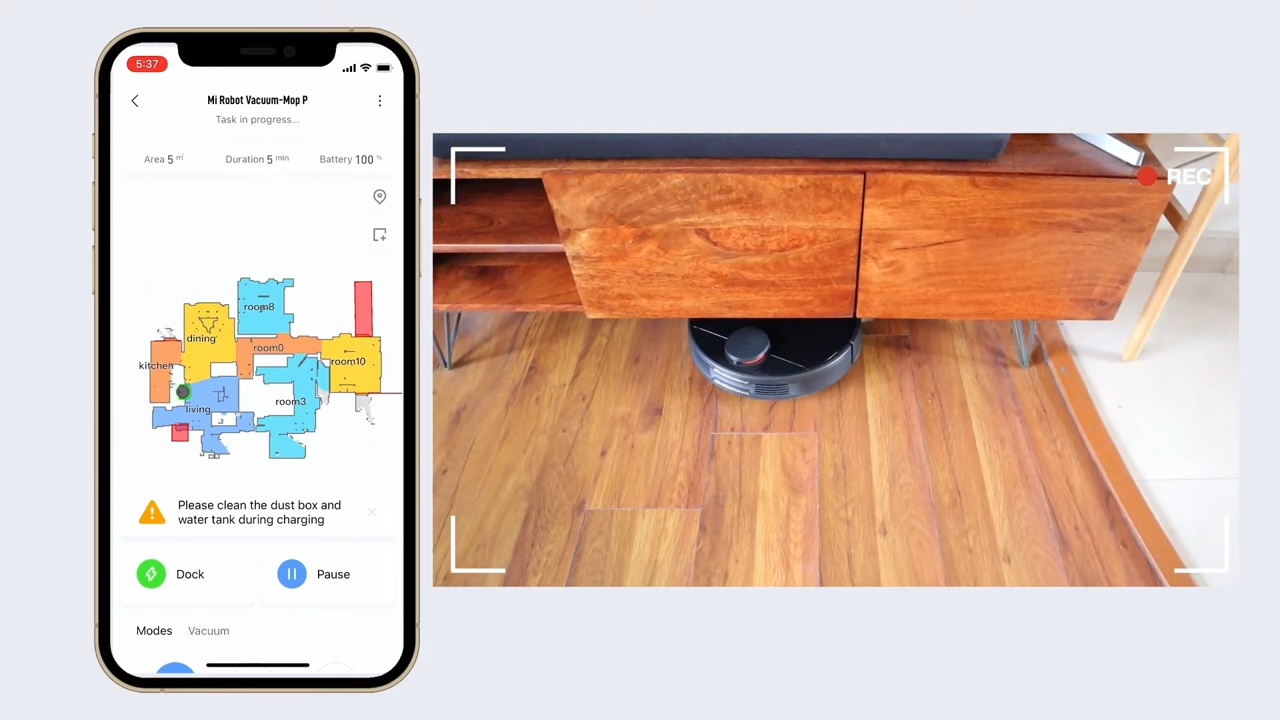 5:37
Mi Robot Vacuum-Mop P
Task in progress...
Area 5 m² Duration 5 min Battery 100 %
room8
dining
room0
kitchen
room10
room3
living
Please clean the dust box and
water tank during charging
Dock Pause
Modes Vacuum
REC